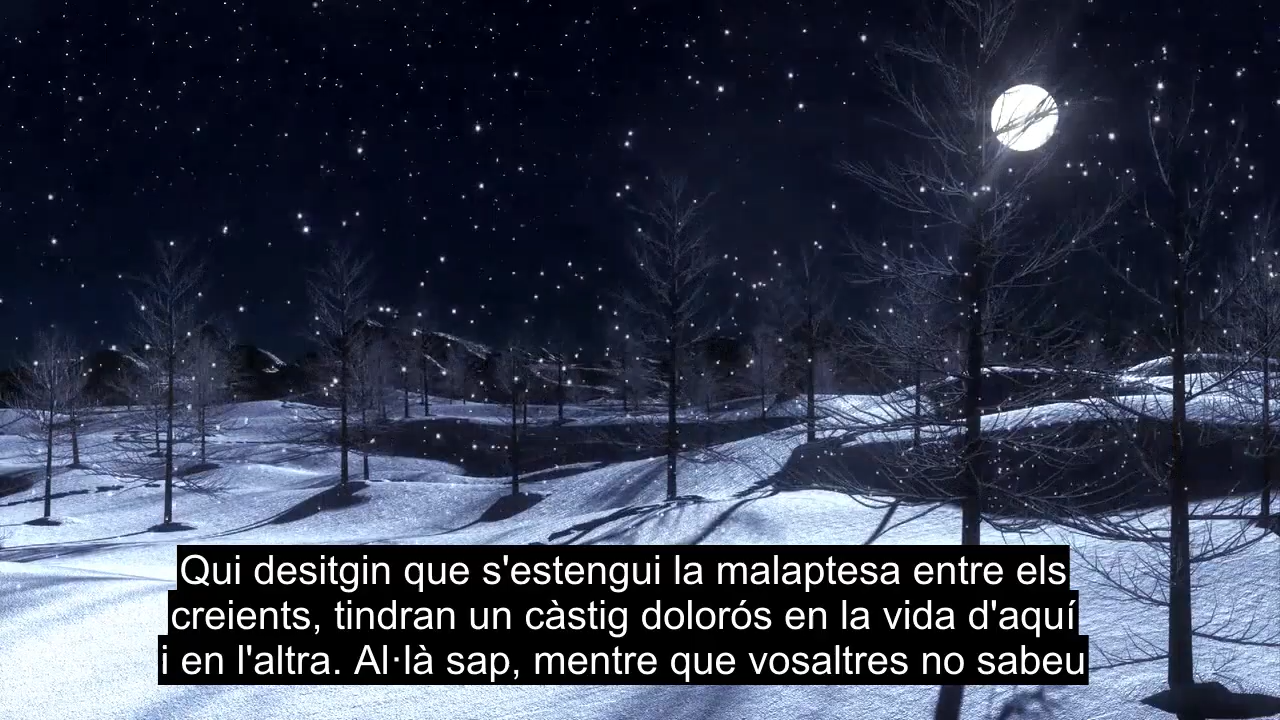 Qui desitgin que s'estengui la malaptesa entre els
creients, tindran un càstig dolorós en la vida d'aquí
i en l'altra. Al·là sap, mentre que vosaltres no sabeu